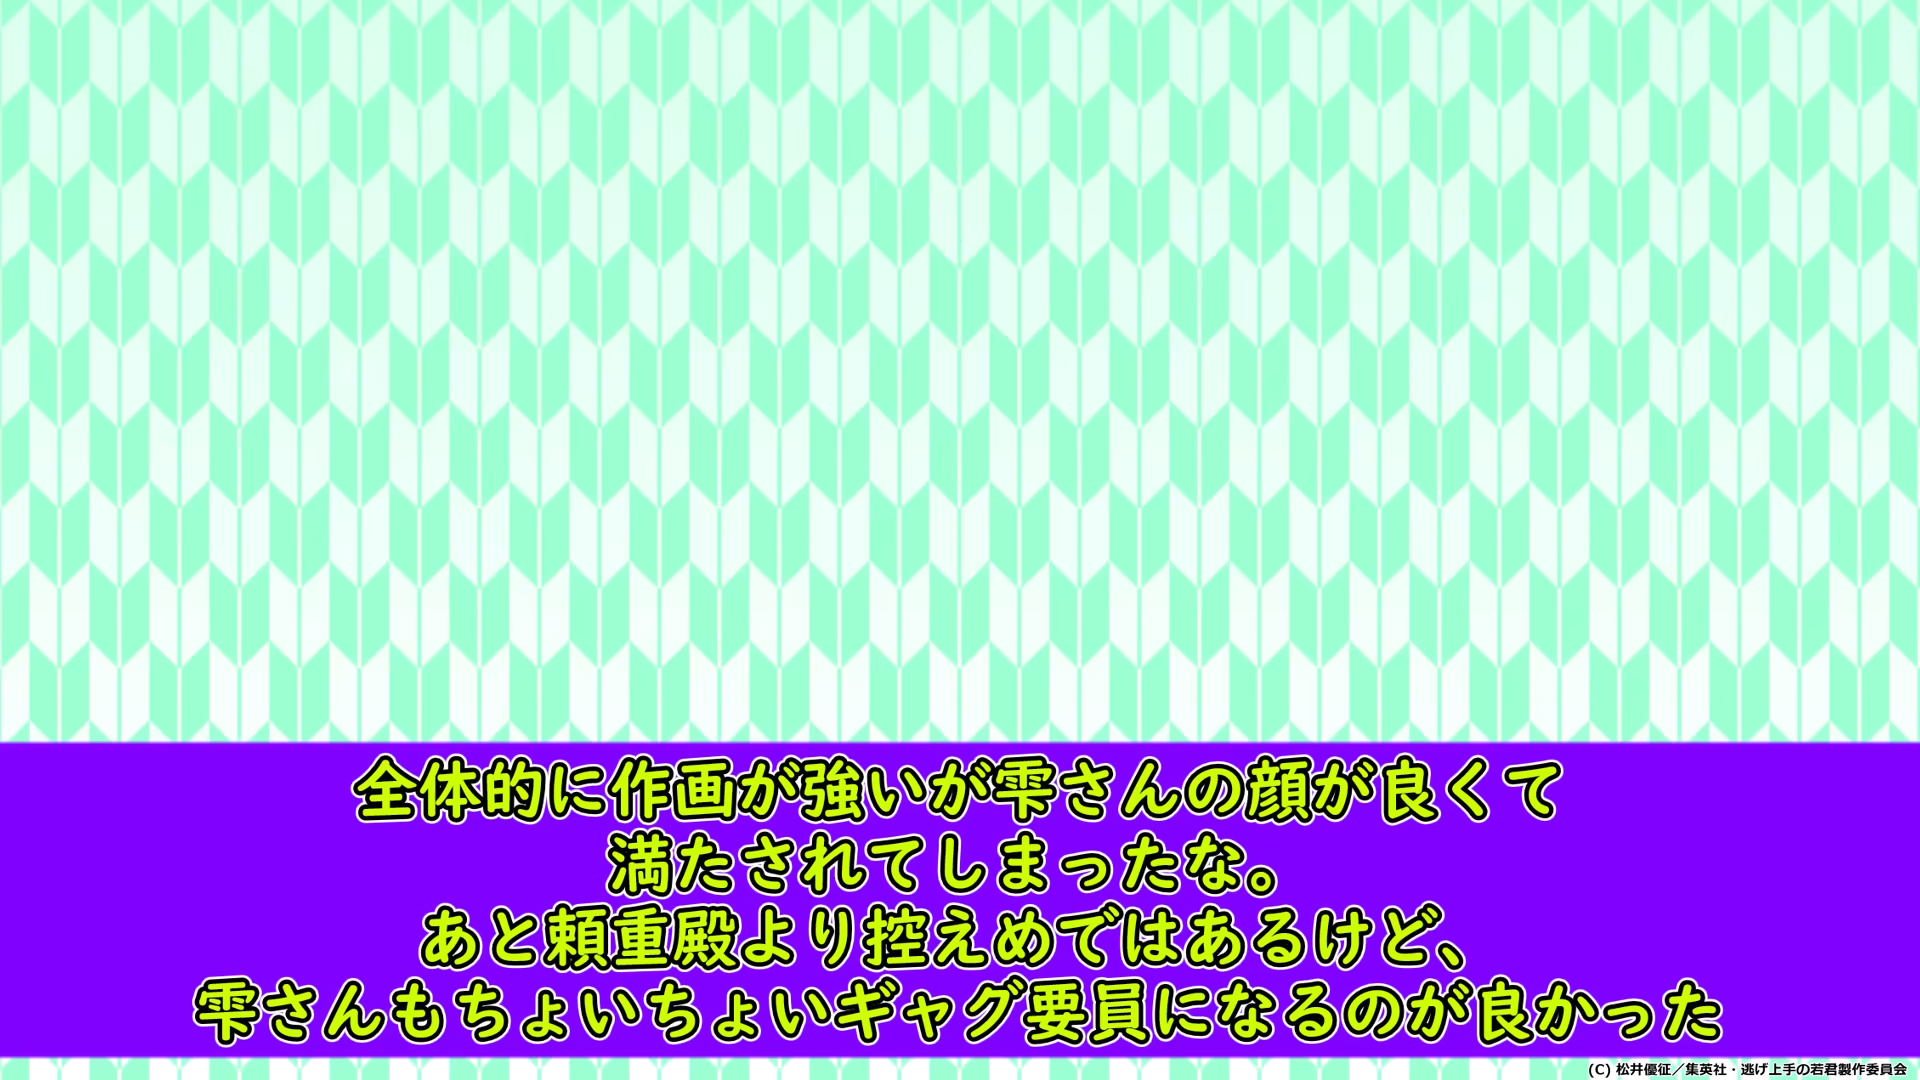 全体的に作画が強いが雫さんの顔が良くて
満たされてしまったな。
あと頼重殿より控えめではあるけど、
雫さんもちょいちょいギャグ要員になるのが良かった
(C) 松井優征／集英社・逃げ上手の若君製作委員会